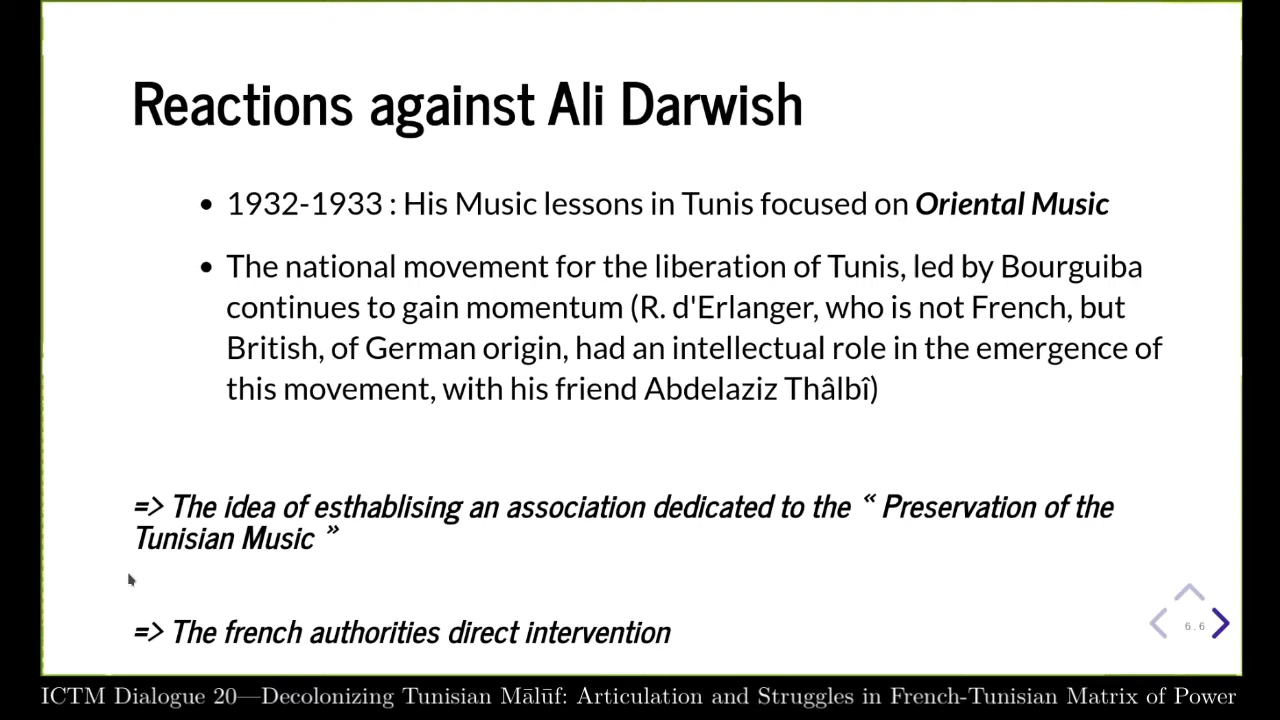 Reactions against Ali Darwish
• 1932-1933 : His Music lessons in Tunis focused on Oriental Music
• The national movement for the liberation of Tunis, led by Bourguiba
continues to gain momentum (R. d'Erlanger, who is not French, but
British, of German origin, had an intellectual role in the emergence of
this movement, with his friend Abdelaziz Thâlbî)
=> The idea of esthablising an association dedicated to the “ Preservation of the
Tunisian Music ”
=> The french authorities direct intervention
6.6
ICTM Dialogue 20—Decolonizing Tunisian Mālūf: Articulation and Struggles in French-Tunisian Matrix of Power